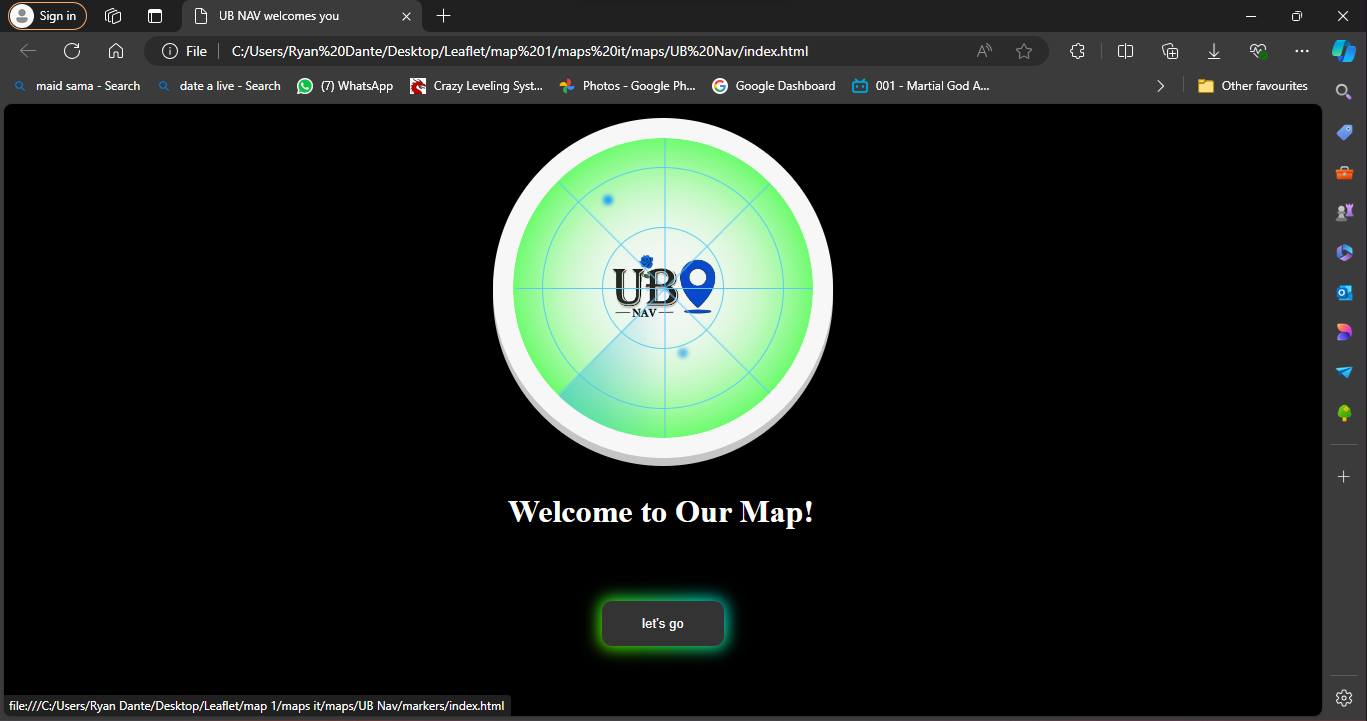 Sign in
UB NAV welcomes you
File
C:/Users/Ryan%20Dante/Desktop/Leaflet/map%201/maps%20it/maps/UB%20Nav/index.html
maid sama - Search
date a live - Search
(7) WhatsApp
Crazy Leveling Syst...
Photos - Google Ph...
Google Dashboard
001 - Martial God A...
Other favourites
UB
NAV
Welcome to Our Map!
let's go
file:///C:/Users/Ryan Dante/Desktop/Leaflet/map 1/maps it/maps/UB Nav/markers/index.html